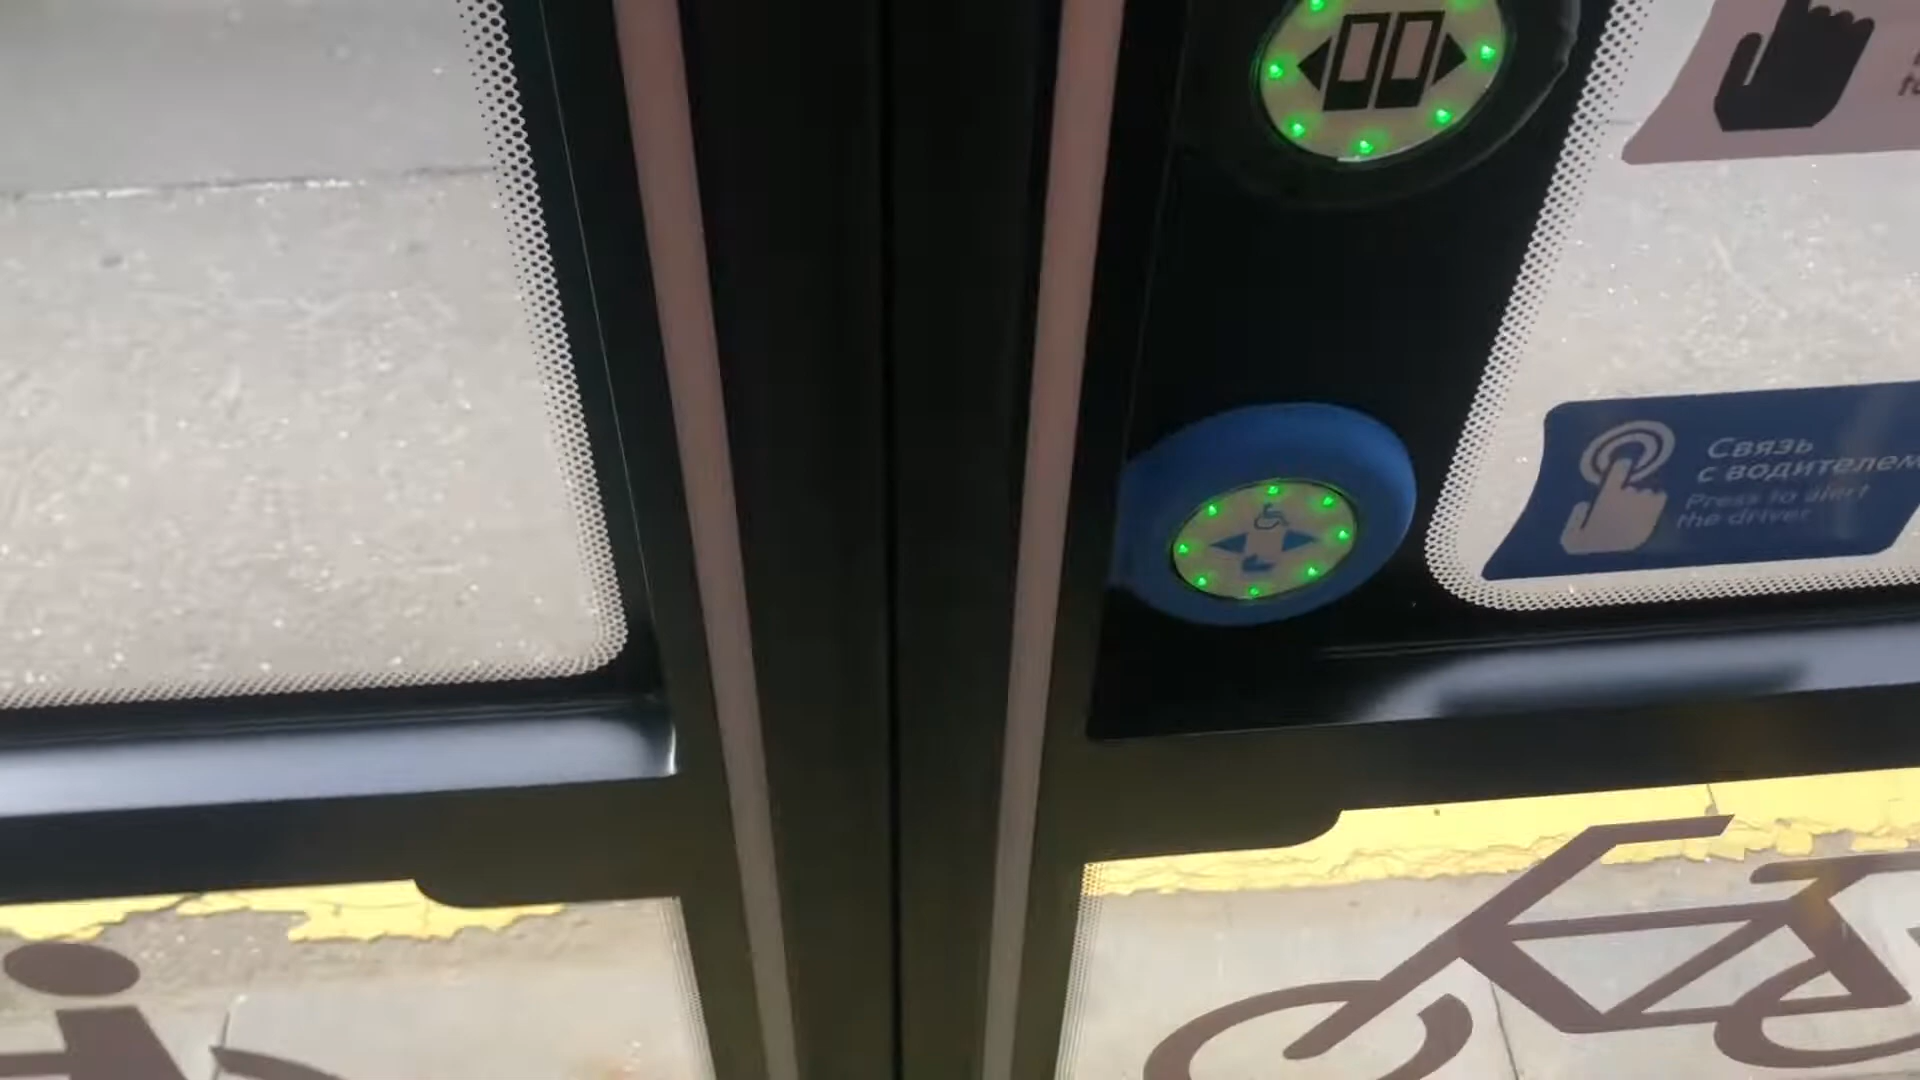 Связь
с водителем
Press to alert
the driver